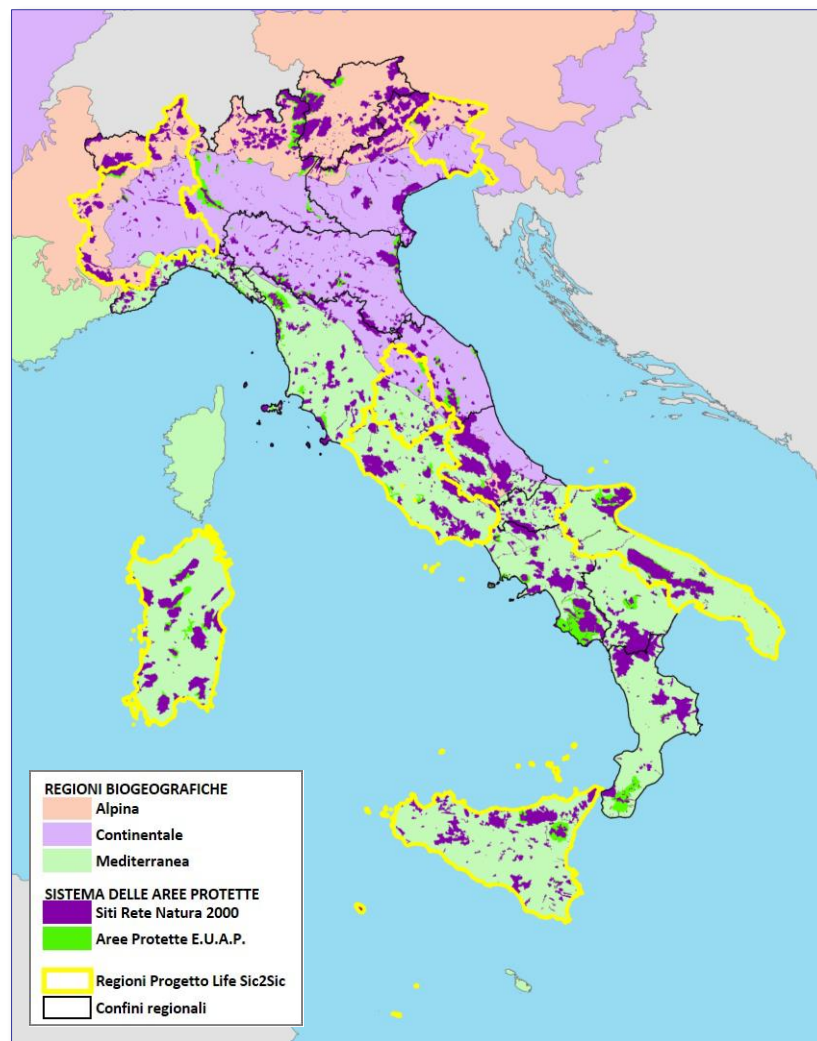 REGIONI BIOGEOGRAFICHE
Alpina
Continentale
Mediterranea
SISTEMA DELLE AREE PROTETTE
Siti Rete Natura 2000
Aree Protette E.U.A.P.
Regioni Progetto Life Sic2Sic
Confini regionali